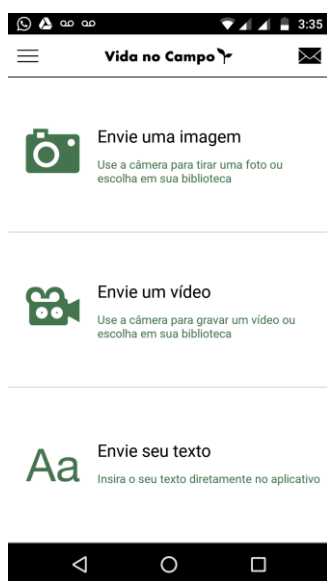 3:35
Vida no Campo
Envie uma imagem
Use a câmera para tirar uma foto ou
escolha em sua biblioteca
Envie um vídeo
Use a câmera para gravar um vídeo ou
escolha em sua biblioteca
Aa
Envie seu texto
Insira o seu texto diretamente no aplicativo